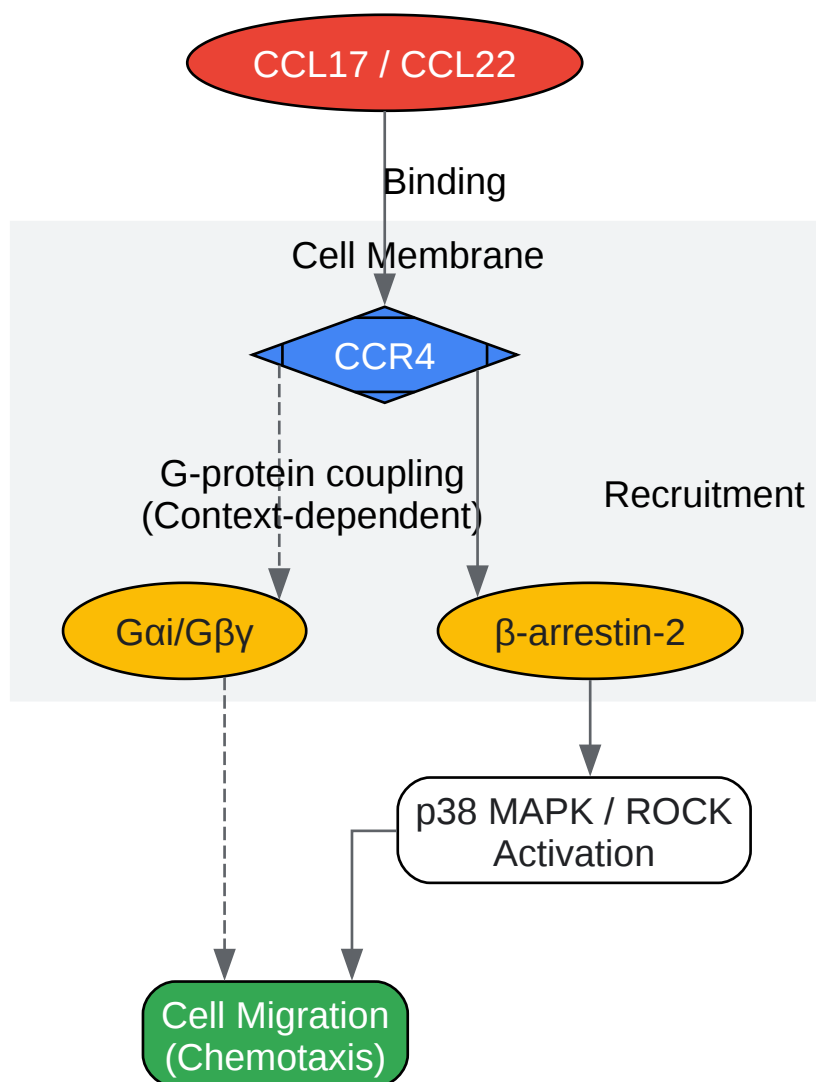 CCL17 / CCL22
Binding
Cell Membrane
CCR4
G-protein coupling
(Context-dependent)
Recruitment
Gαi/Gβγ
β-arrestin-2
p38 MAPK / ROCK
Activation
Cell Migration
(Chemotaxis)